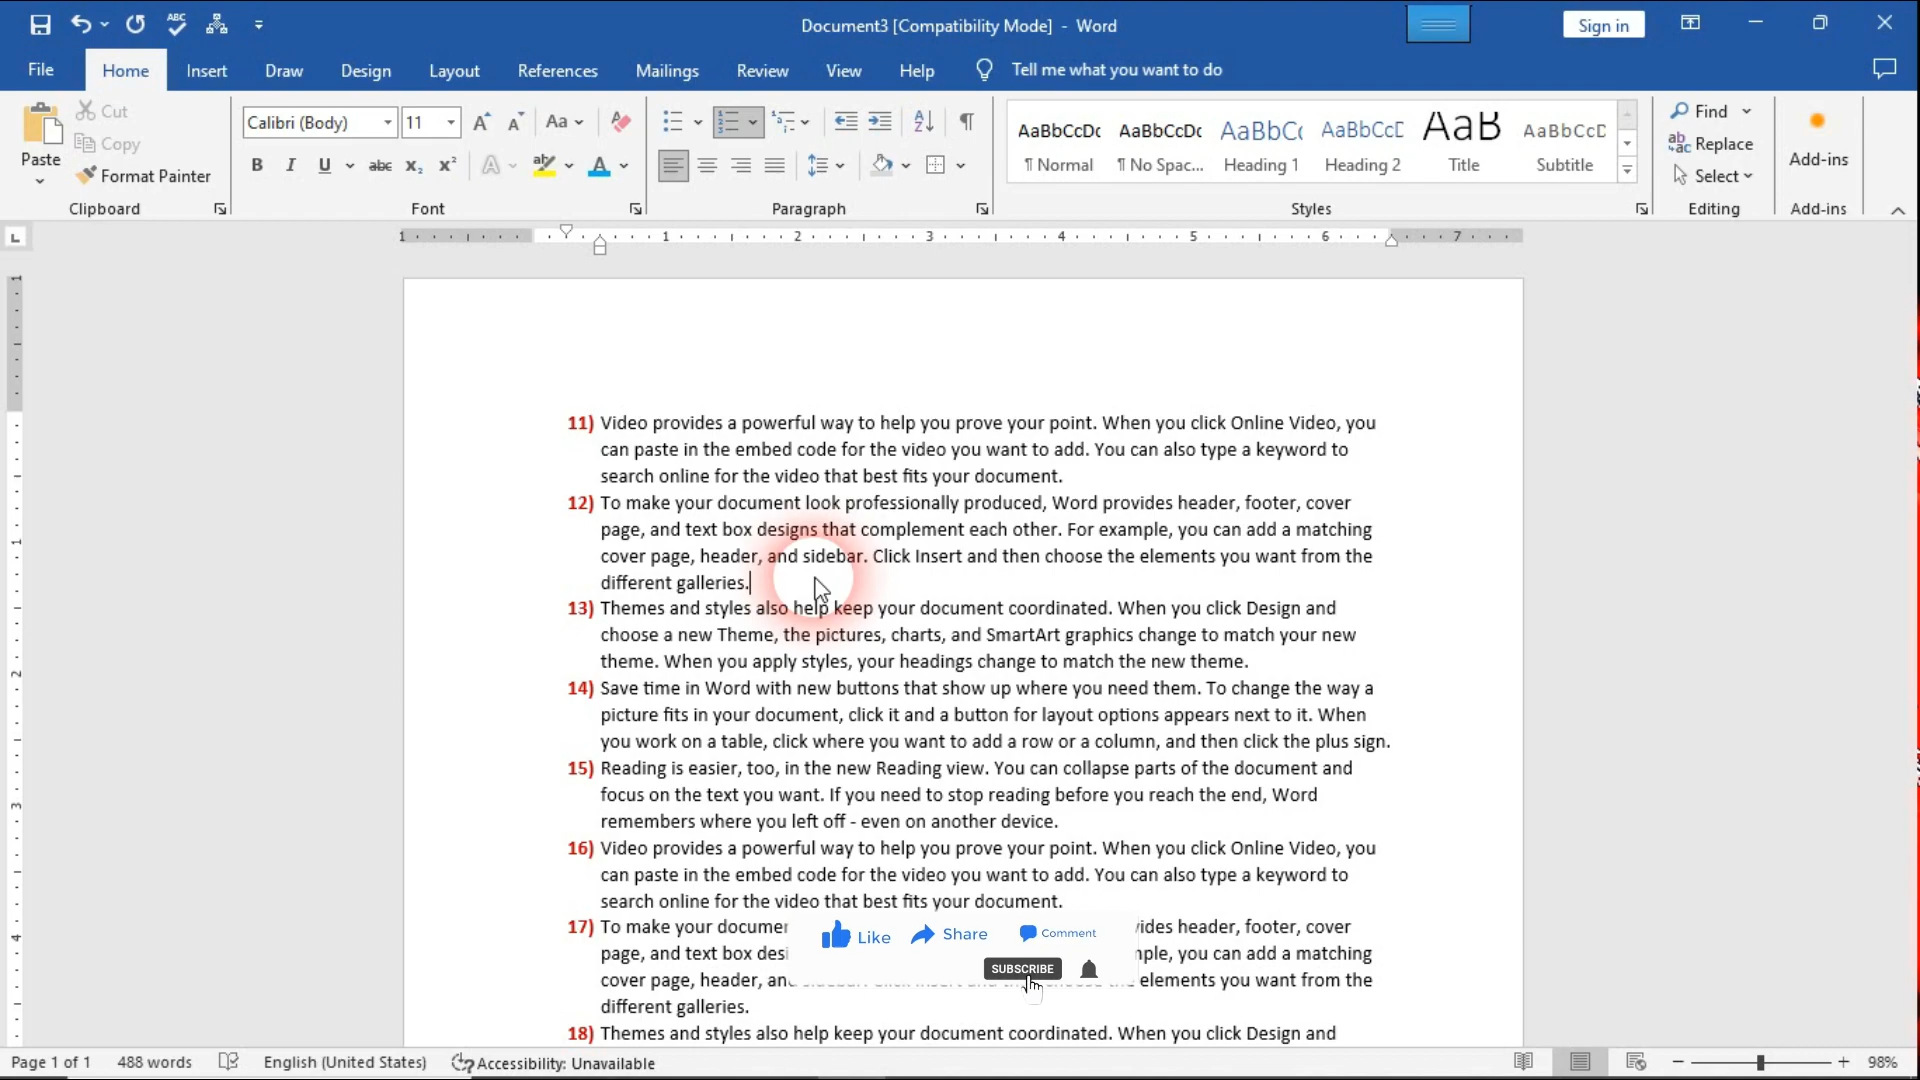 Document3 [Compatibility Mode] - Word
Sign in
File Home Insert Draw Design Layout References Mailings Review View Help Tell me what you want to do
Paste
Cut
Copy
Format Painter
Clipboard
Calibri (Body) 11
Font
Paragraph
AaBbCcDc AaBbCcDc AaBbC AaBbCcC AaB AaBbCcC
¶ Normal ¶ No Spac... Heading 1 Heading 2 Title Subtitle
Styles
Find
Replace
Select
Editing
Add-ins
Add-ins
1 1 2 3 4 5 6 7
11) Video provides a powerful way to help you prove your point. When you click Online Video, you
can paste in the embed code for the video you want to add. You can also type a keyword to
search online for the video that best fits your document.
12) To make your document look professionally produced, Word provides header, footer, cover
page, and text box designs that complement each other. For example, you can add a matching
cover page, header, and sidebar. Click Insert and then choose the elements you want from the
different galleries.
13) Themes and styles also help keep your document coordinated. When you click Design and
choose a new Theme, the pictures, charts, and SmartArt graphics change to match your new
theme. When you apply styles, your headings change to match the new theme.
14) Save time in Word with new buttons that show up where you need them. To change the way a
picture fits in your document, click it and a button for layout options appears next to it. When
you work on a table, click where you want to add a row or a column, and then click the plus sign.
15) Reading is easier, too, in the new Reading view. You can collapse parts of the document and
focus on the text you want. If you need to stop reading before you reach the end, Word
remembers where you left off - even on another device.
16) Video provides a powerful way to help you prove your point. When you click Online Video, you
can paste in the embed code for the video you want to add. You can also type a keyword to
search online for the video that best fits your document.
17) To make your documen vides header, footer, cover
page, and text box desi mple, you can add a matching
cover page, header, an elements you want from the
different galleries.
Like Share Comment
SUBSCRIBE
18) Themes and styles also help keep your document coordinated. When you click Design and
Page 1 of 1 488 words English (United States) Accessibility: Unavailable 98%